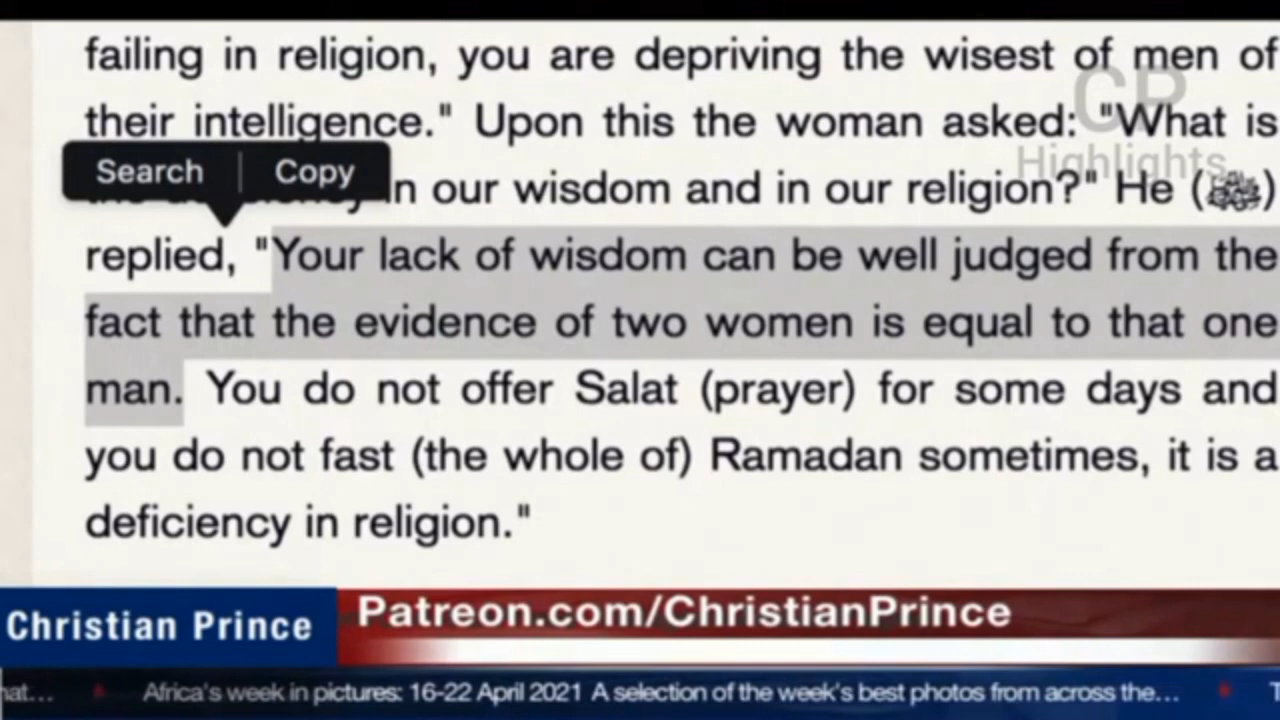 failing in religion, you are depriving the wisest of men of
their intelligence." Upon this the woman asked: "What is
Search Copy
in our wisdom and in our religion?" He (ﷺ)
replied, "Your lack of wisdom can be well judged from the
fact that the evidence of two women is equal to that one
man. You do not offer Salat (prayer) for some days and
you do not fast (the whole of) Ramadan sometimes, it is a
deficiency in religion."
CP
Highlights
Christian Prince
Patreon.com/ChristianPrince
Africa's week in pictures: 16-22 April 2021 A selection of the week's best photos from across the...